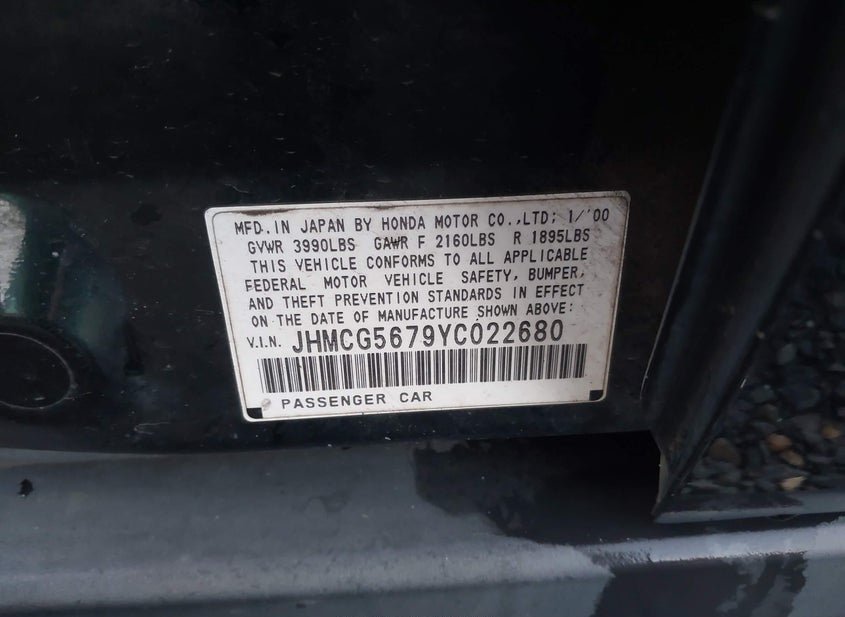 MFD. IN JAPAN BY HONDA MOTOR CO.,LTD; 1/'00
GVWR 3990LBS GAWR F 2160LBS R 1895LBS
THIS VEHICLE CONFORMS TO ALL APPLICABLE
FEDERAL MOTOR VEHICLE SAFETY, BUMPER,
AND THEFT PREVENTION STANDARDS IN EFFECT
ON THE DATE OF MANUFACTURE SHOWN ABOVE:
V.I.N. JHMCG5679YC022680
PASSENGER CAR